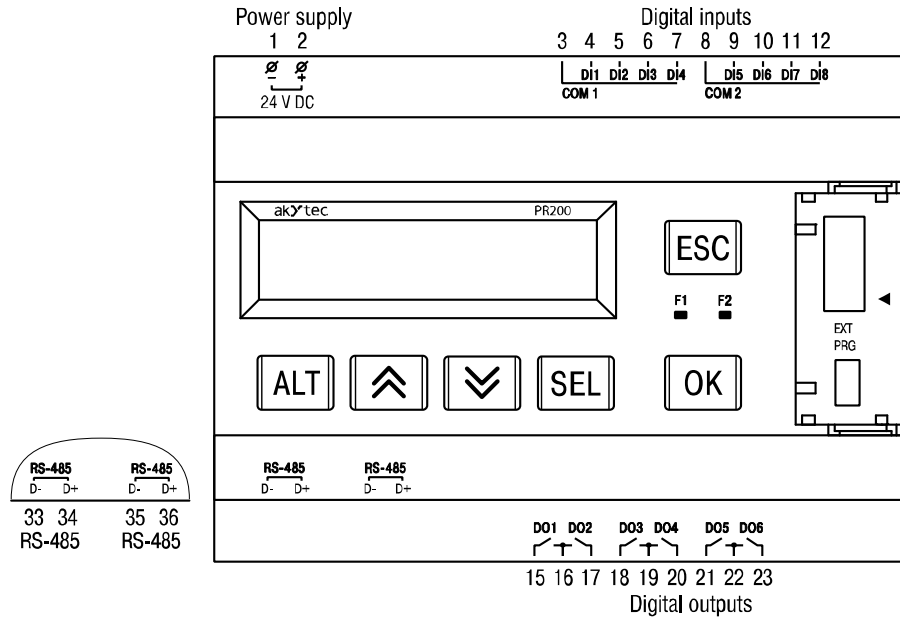 Power supply
Digital inputs
1 2
3 4 5 6 7 8 9 10 11 12
- +
24 V DC
DI1 DI2 DI3 DI4 DI5 DI6 DI7 DI8
COM 1 COM 2
akytec PR200
ESC
F1 F2
EXT
PRG
ALT SEL OK
RS-485 RS-485 RS-485 RS-485
D- D+ D- D+ D- D+ D- D+
33 34 35 36
RS-485 RS-485
DO1 DO2 DO3 DO4 DO5 DO6
15 16 17 18 19 20 21 22 23
Digital outputs